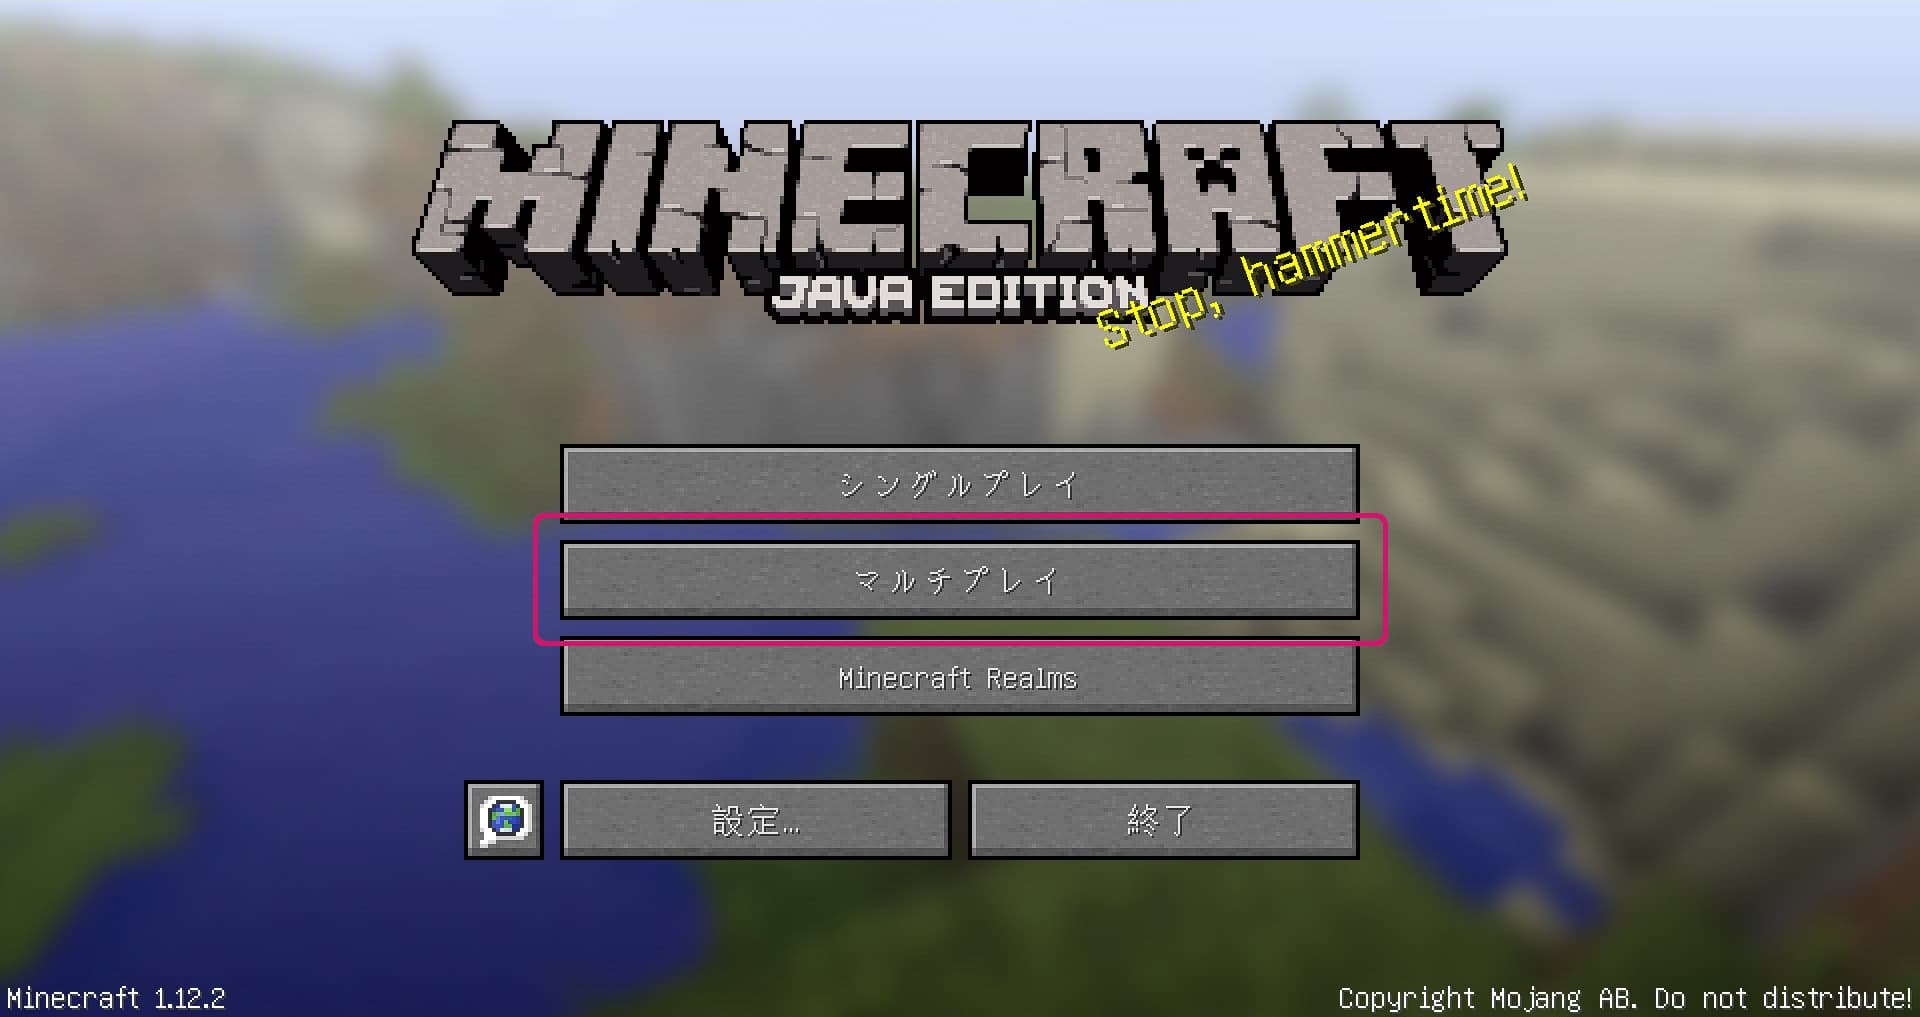 MINECRAFT
JAVA EDITION
Stop, hammertime!
シングルプレイ
マルチプレイ
Minecraft Realms
設定...
終了
Minecraft 1.12.2
Copyright Mojang AB. Do not distribute!